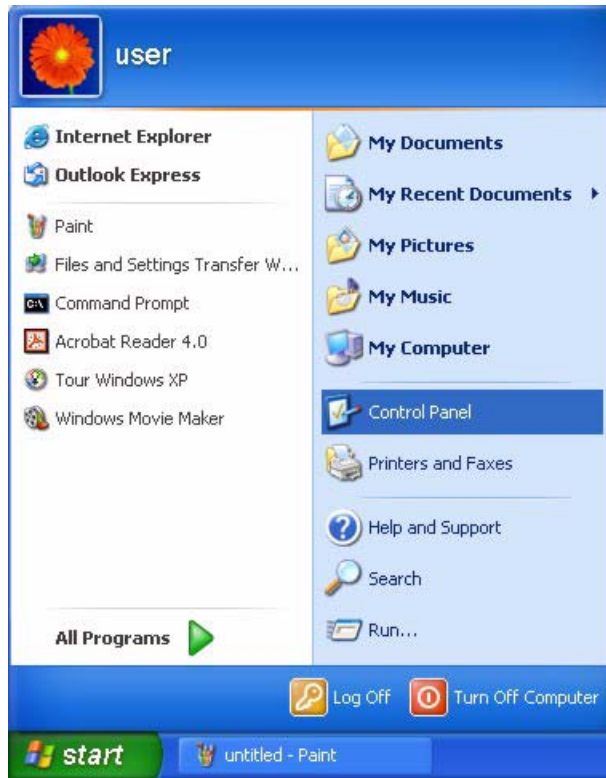 user
Internet Explorer
Outlook Express
Paint
Files and Settings Transfer W...
C:\
Command Prompt
Acrobat Reader 4.0
Tour Windows XP
Windows Movie Maker
All Programs
My Documents
My Recent Documents
My Pictures
My Music
My Computer
Control Panel
Printers and Faxes
Help and Support
Search
Run...
Log Off
Turn Off Computer
start
untitled - Paint